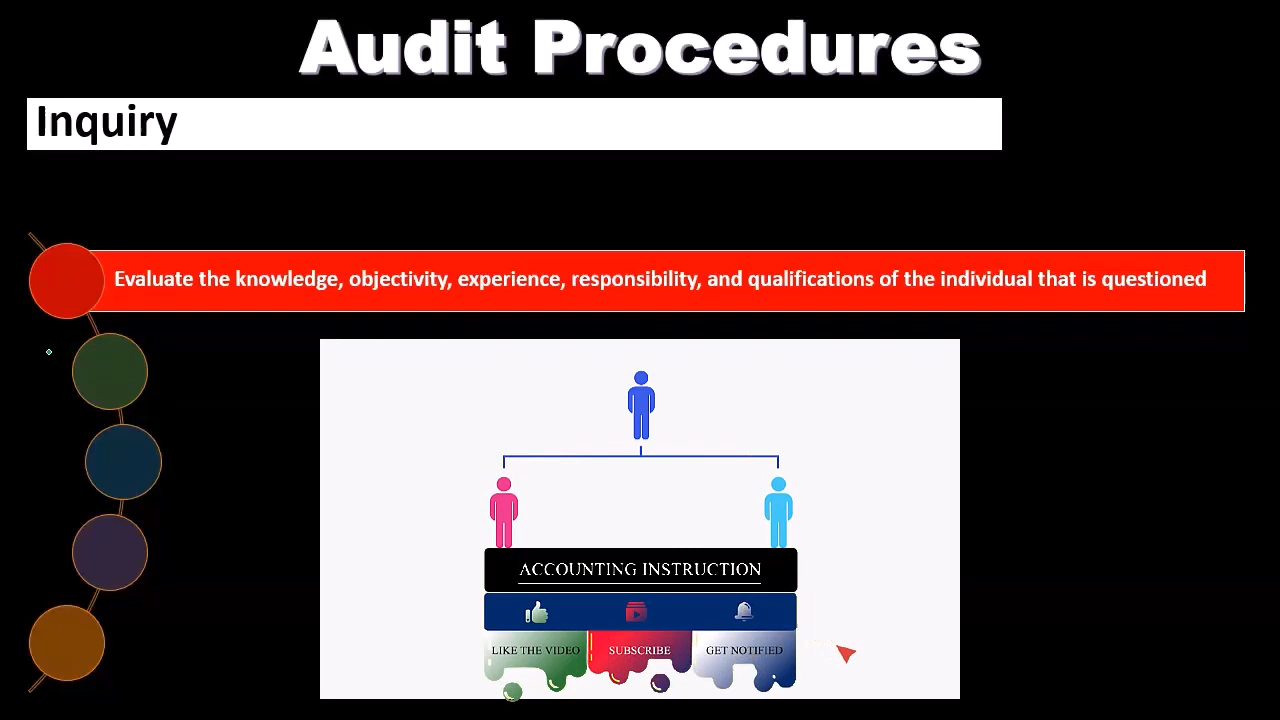 Audit Procedures
Inquiry
Evaluate the knowledge, objectivity, experience, responsibility, and qualifications of the individual that is questioned
ACCOUNTING INSTRUCTION
LIKE THE VIDEO SUBSCRIBE GET NOTIFIED